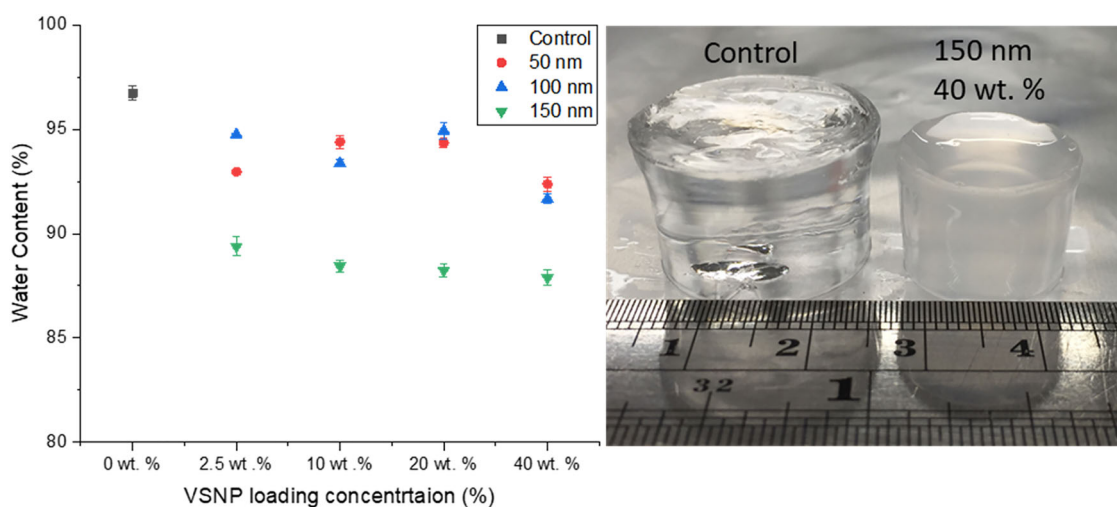 100
95
90
85
80
Water Content (%)
Control
50 nm
100 nm
150 nm
0 wt. %
2.5 wt .%
10 wt. %
20 wt. %
40 wt. %
VSNP loading concentrtaion (%)
Control
150 nm
40 wt. %
1 2 3 4
32 1